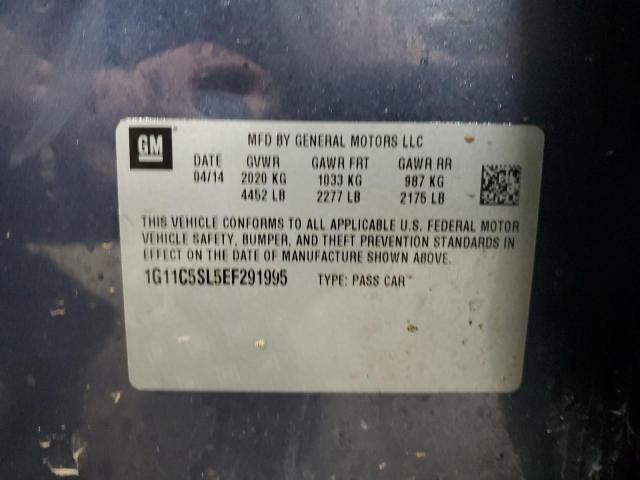 GM
MFD BY GENERAL MOTORS LLC
DATE GVWR GAWR FRT GAWR RR
04/14 2020 KG 1033 KG 987 KG
4452 LB 2277 LB 2175 LB
THIS VEHICLE CONFORMS TO ALL APPLICABLE U.S. FEDERAL MOTOR
VEHICLE SAFETY, BUMPER, AND THEFT PREVENTION STANDARDS IN
EFFECT ON THE DATE OF MANUFACTURE SHOWN ABOVE.
1G11C5SL5EF291995 TYPE: PASS CAR